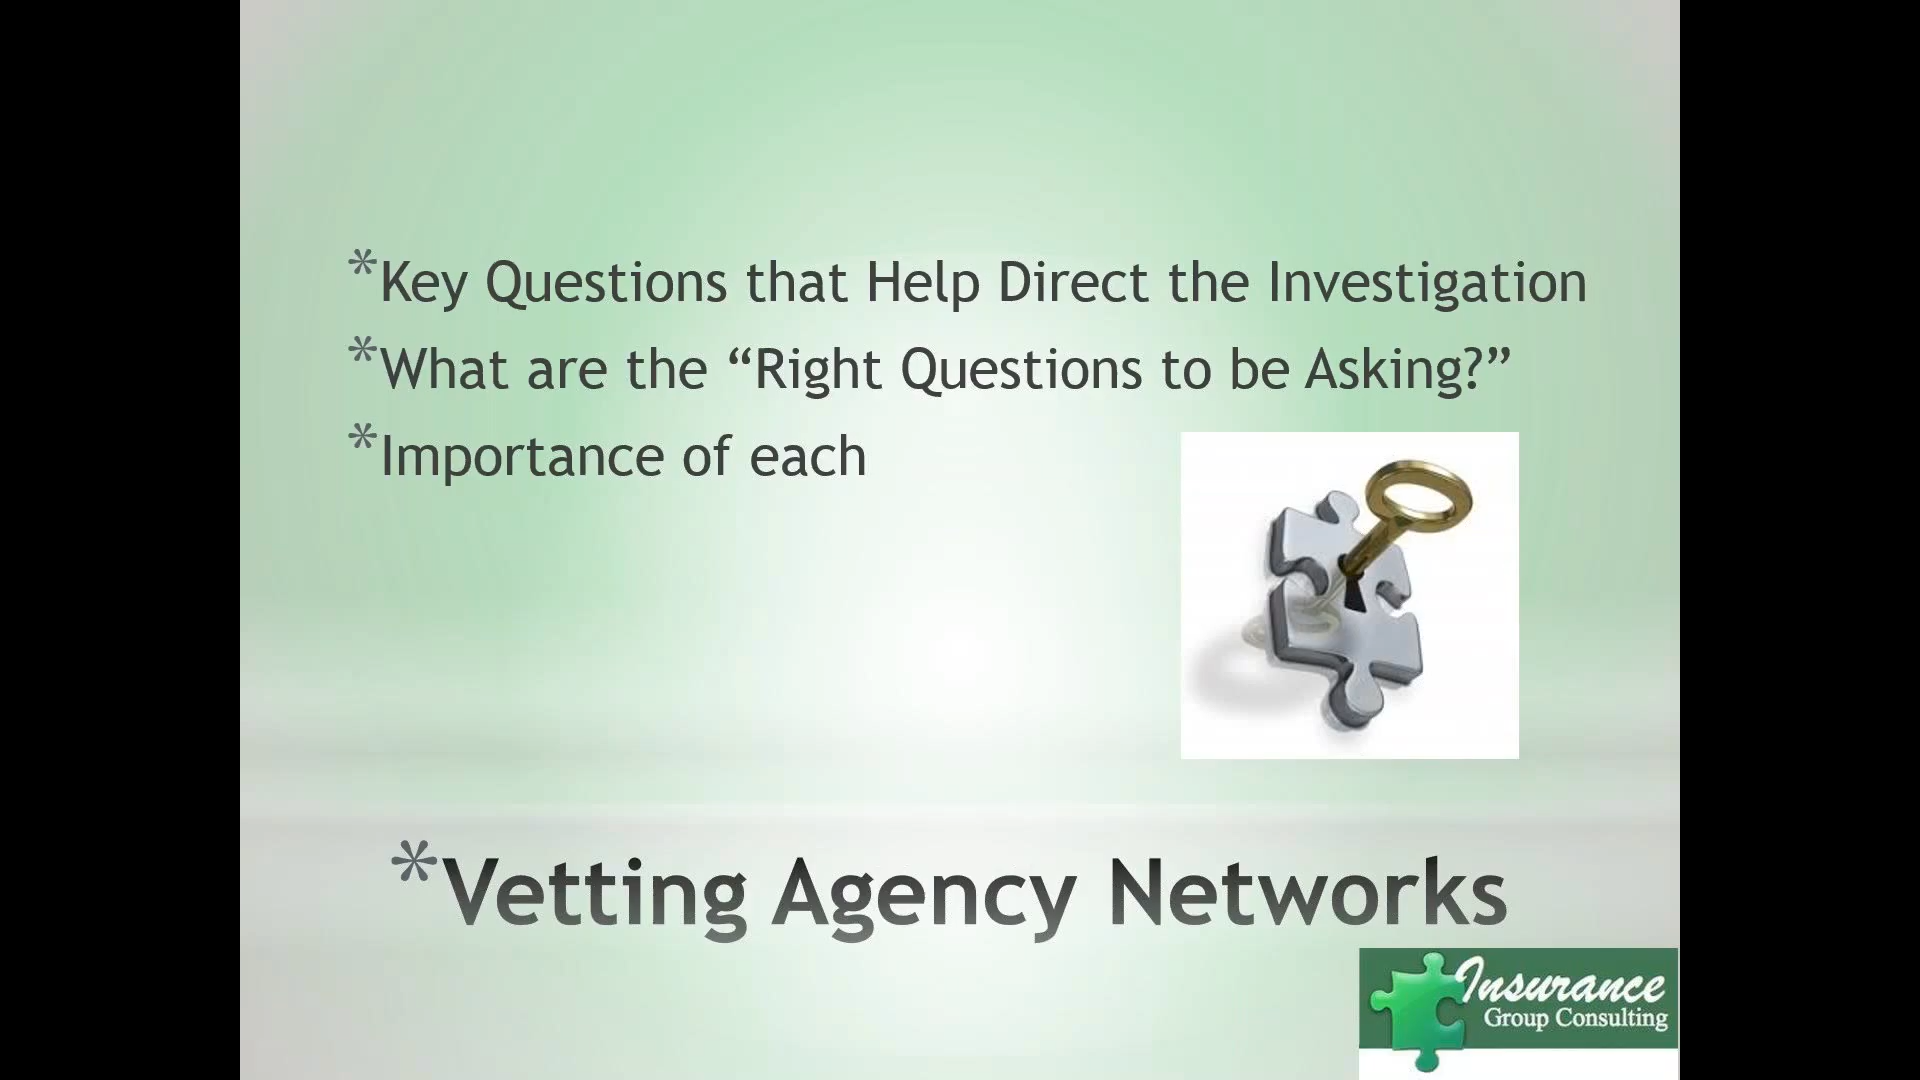 *Key Questions that Help Direct the Investigation
*What are the “Right Questions to be Asking?”
*Importance of each
*Vetting Agency Networks
Insurance
Group Consulting